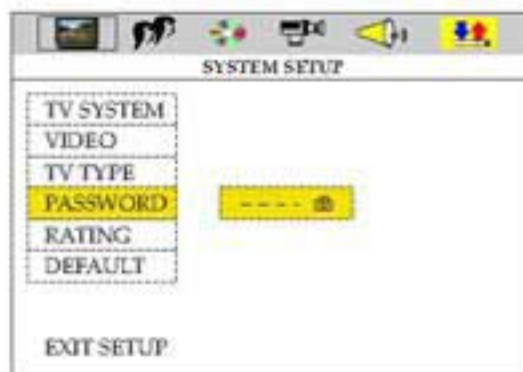 SYSTEM SETUP
TV SYSTEM
VIDEO
TV TYPE
PASSWORD
- - - -
RATING
DEFAULT
EXIT SETUP